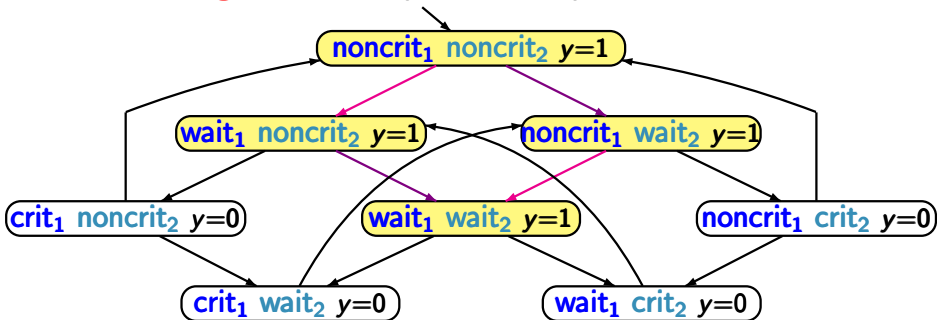 noncrit₁ noncrit₂ y=1
wait₁ noncrit₂ y=1
noncrit₁ wait₂ y=1
crit₁ noncrit₂ y=0
wait₁ wait₂ y=1
noncrit₁ crit₂ y=0
crit₁ wait₂ y=0
wait₁ crit₂ y=0